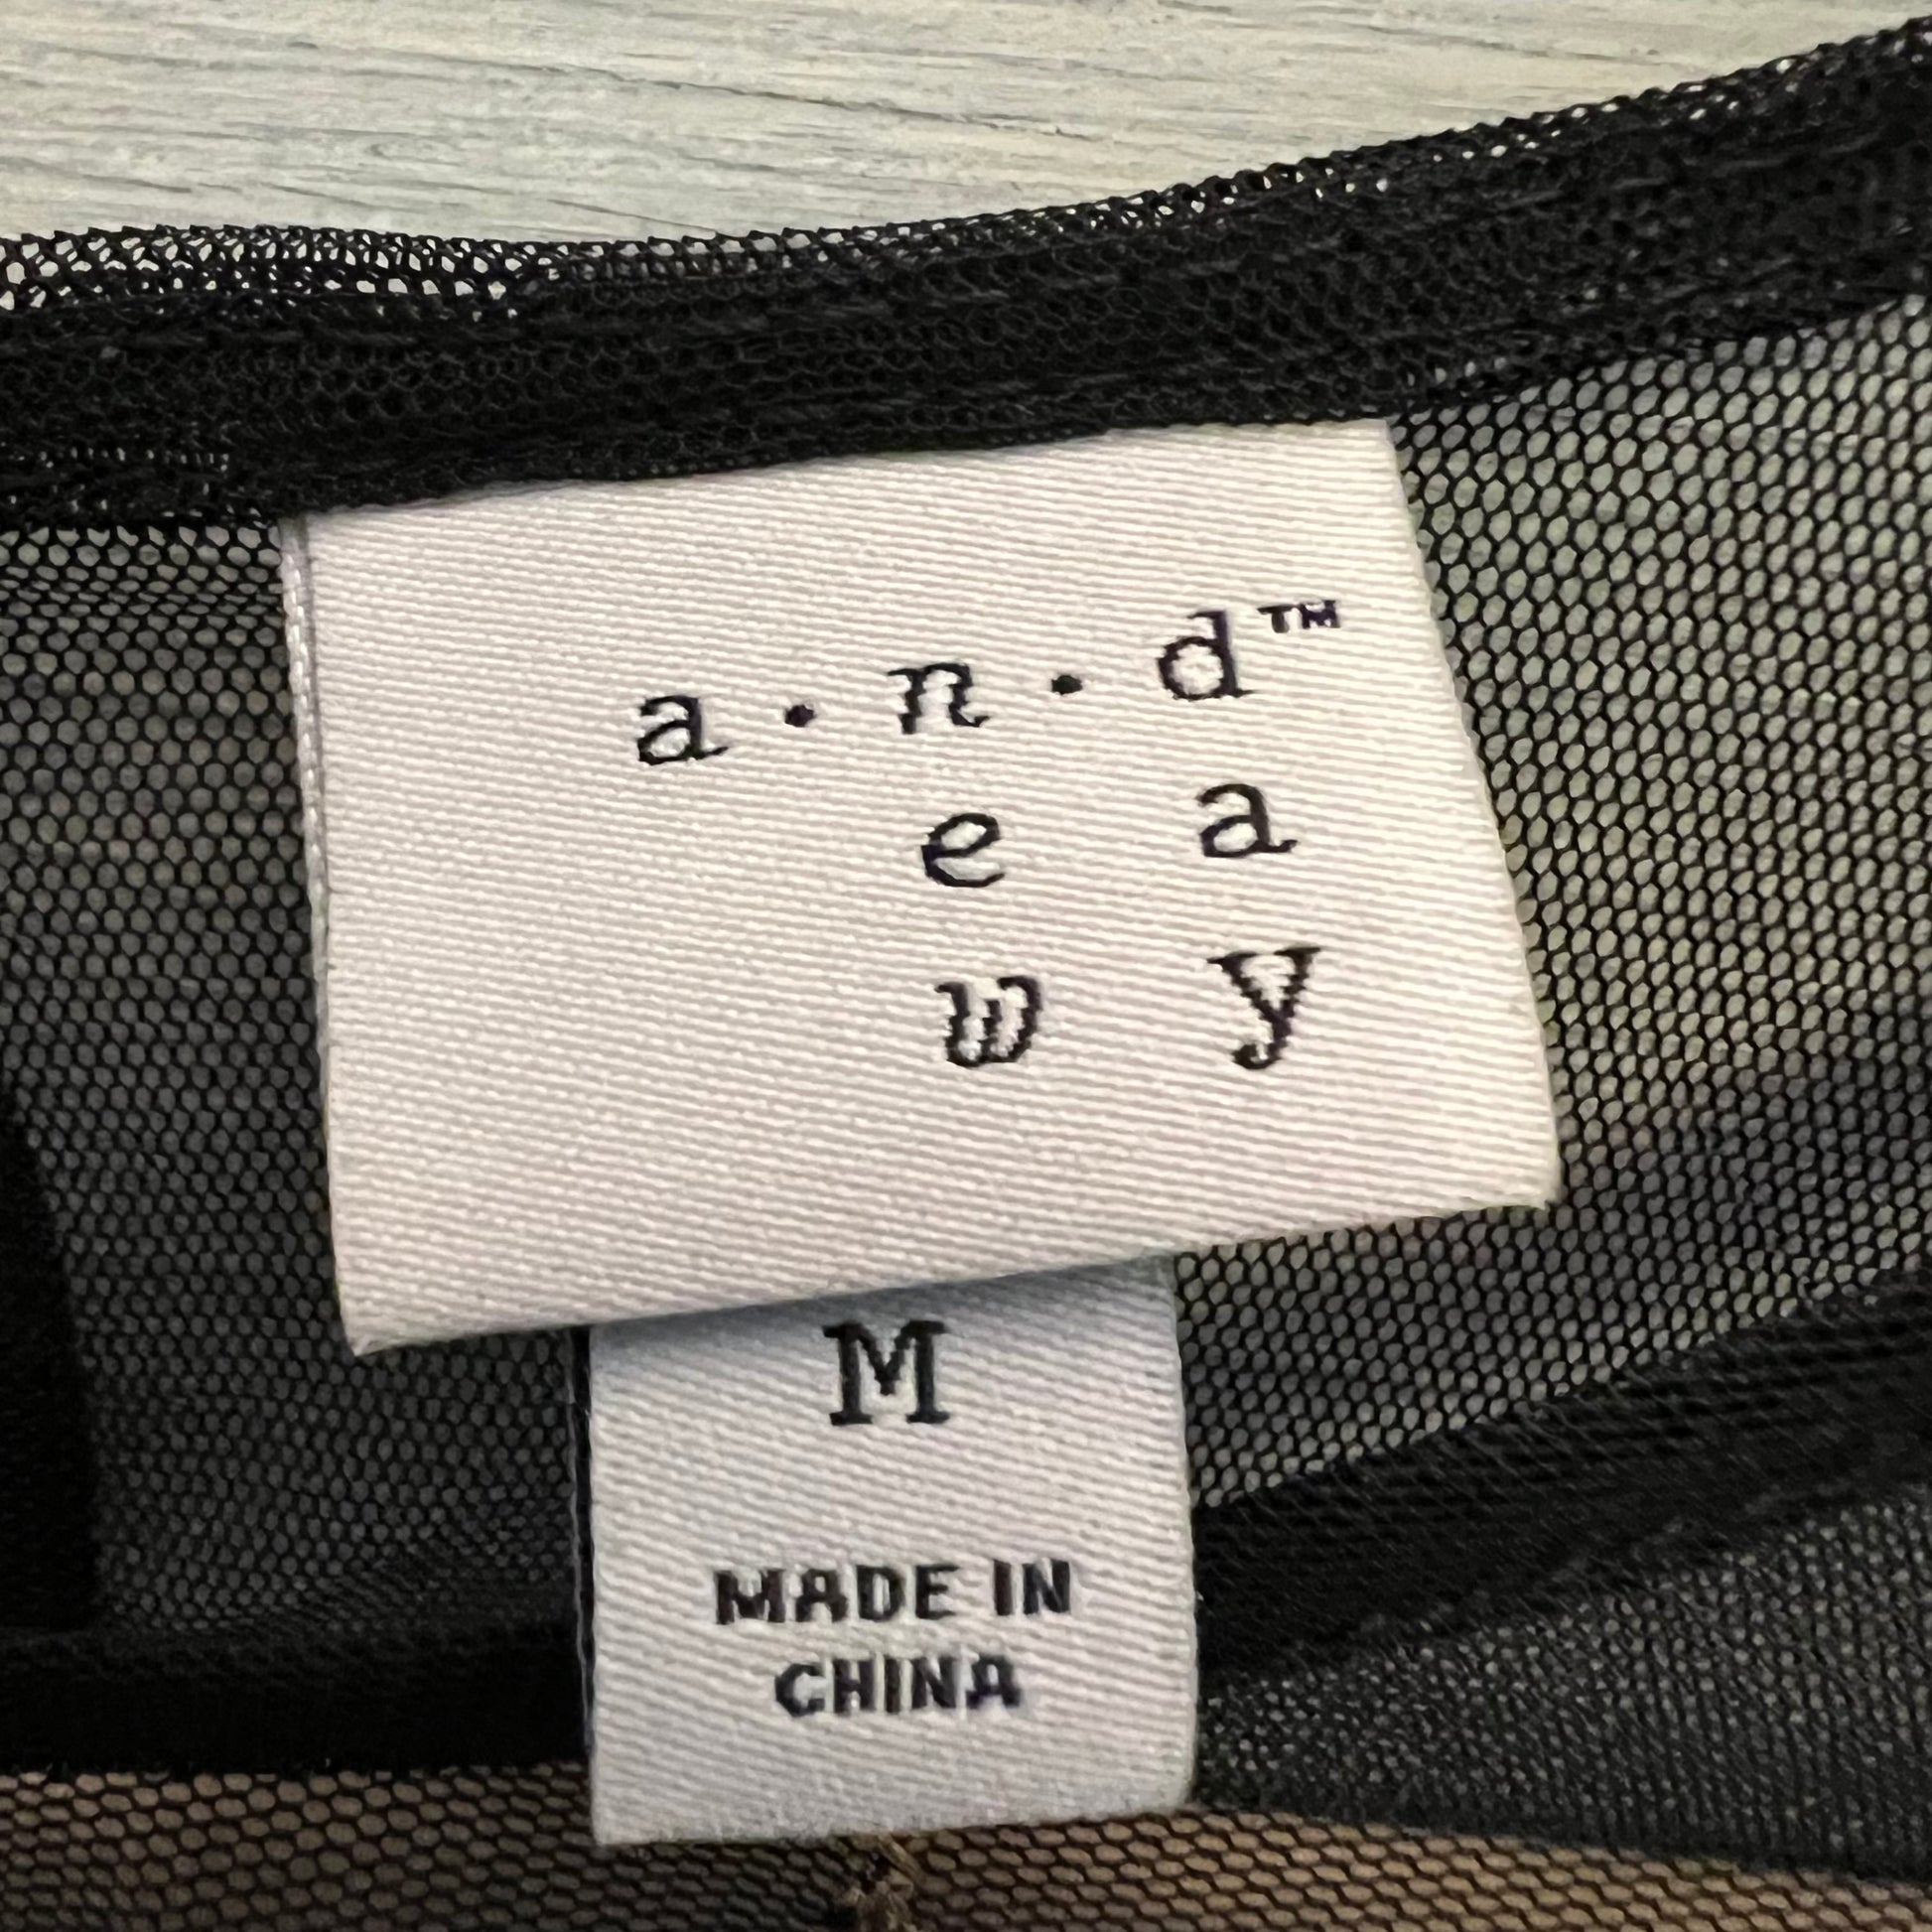 a · n · d™
e a
w y
M
MADE IN
CHINA